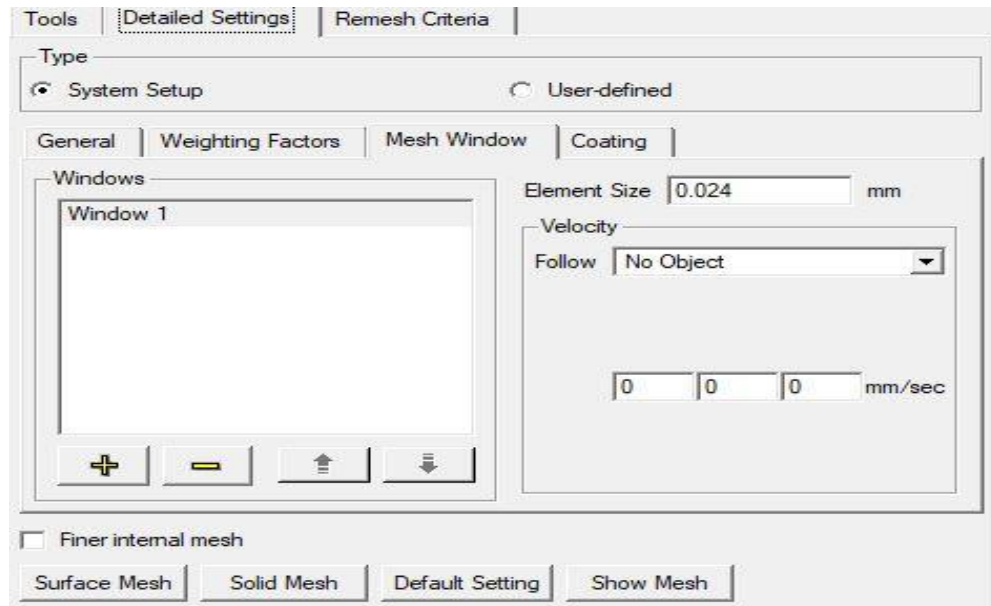 Tools Detailed Settings Remesh Criteria
Type
System Setup User-defined
General Weighting Factors Mesh Window Coating
Windows
Window 1
Element Size 0.024 mm
Velocity
Follow No Object
0 0 0 mm/sec
Finer internal mesh
Surface Mesh Solid Mesh Default Setting Show Mesh